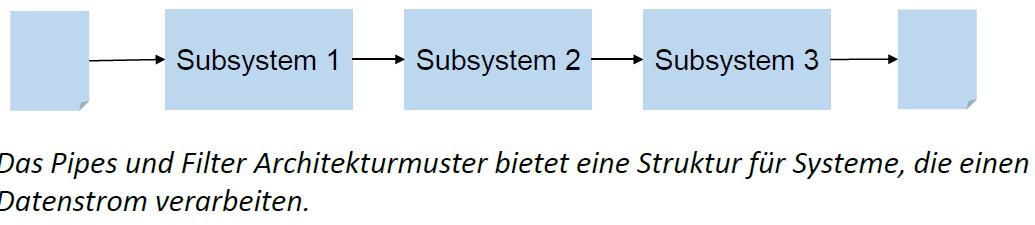 Subsystem 1
Subsystem 2
Subsystem 3
Das Pipes und Filter Architekturmuster bietet eine Struktur für Systeme, die einen
Datenstrom verarbeiten.